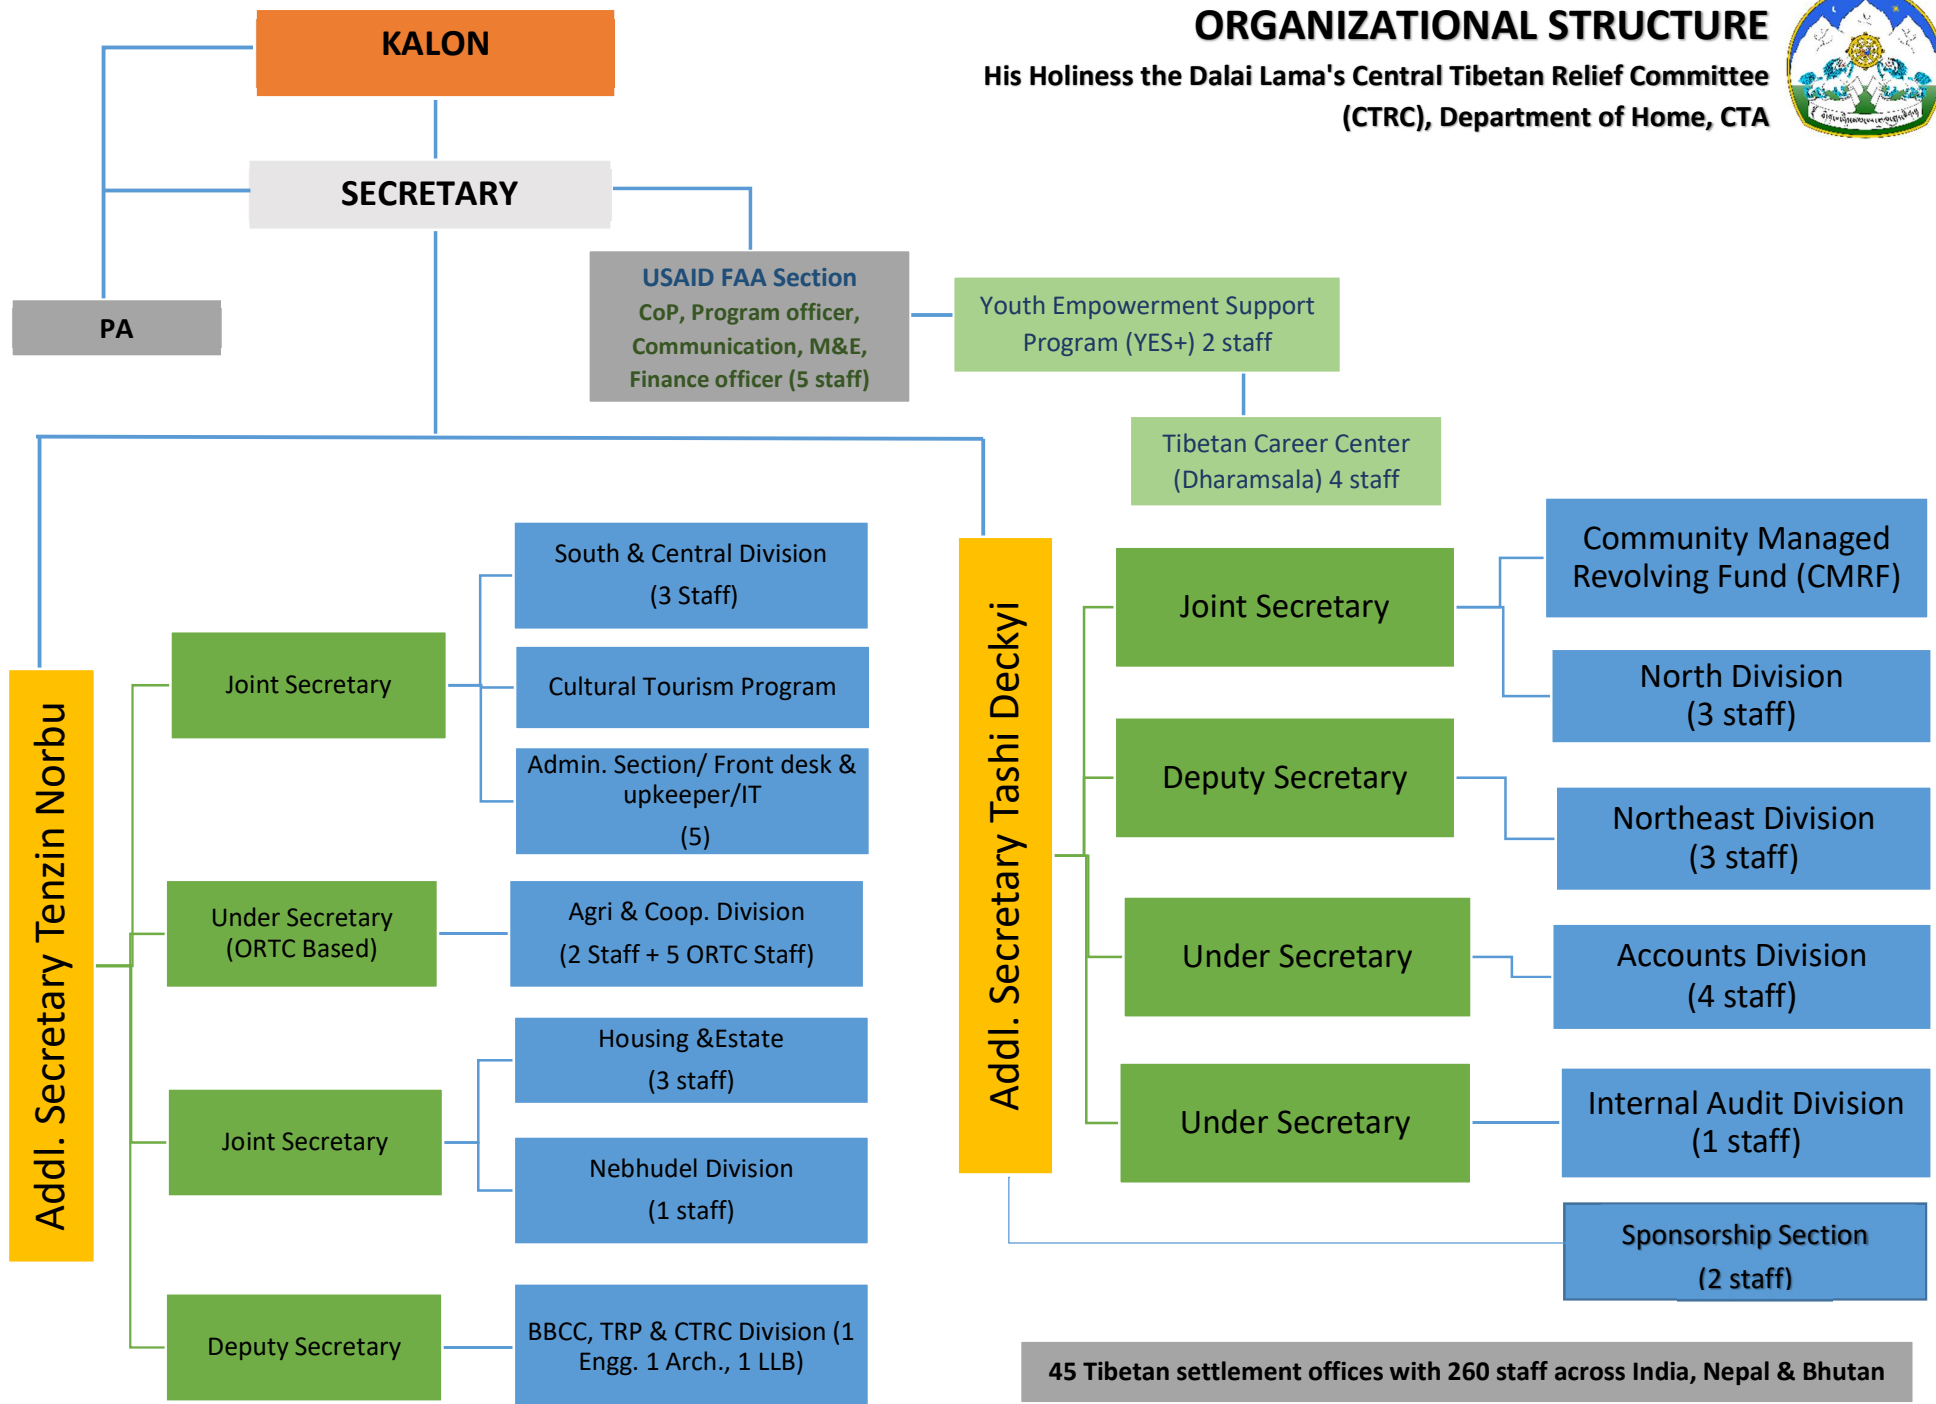 KALON
ORGANIZATIONAL STRUCTURE
His Holiness the Dalai Lama's Central Tibetan Relief Committee
(CTRC), Department of Home, CTA
SECRETARY
PA
USAID FAA Section
CoP, Program officer,
Communication, M&E,
Finance officer (5 staff)
Youth Empowerment Support
Program (YES+) 2 staff
Tibetan Career Center
(Dharamsala) 4 staff
Addl. Secretary Tenzin Norbu
Joint Secretary
South & Central Division
(3 Staff)
Cultural Tourism Program
Admin. Section/ Front desk &
upkeeper/IT
(5)
Under Secretary
(ORTC Based)
Agri & Coop. Division
(2 Staff + 5 ORTC Staff)
Joint Secretary
Housing &Estate
(3 staff)
Nebhudel Division
(1 staff)
Deputy Secretary
BBCC, TRP & CTRC Division (1
Engg. 1 Arch., 1 LLB)
Addl. Secretary Tashi Deckyi
Joint Secretary
Community Managed
Revolving Fund (CMRF)
North Division
(3 staff)
Deputy Secretary
Northeast Division
(3 staff)
Under Secretary
Accounts Division
(4 staff)
Under Secretary
Internal Audit Division
(1 staff)
Sponsorship Section
(2 staff)
45 Tibetan settlement offices with 260 staff across India, Nepal & Bhutan